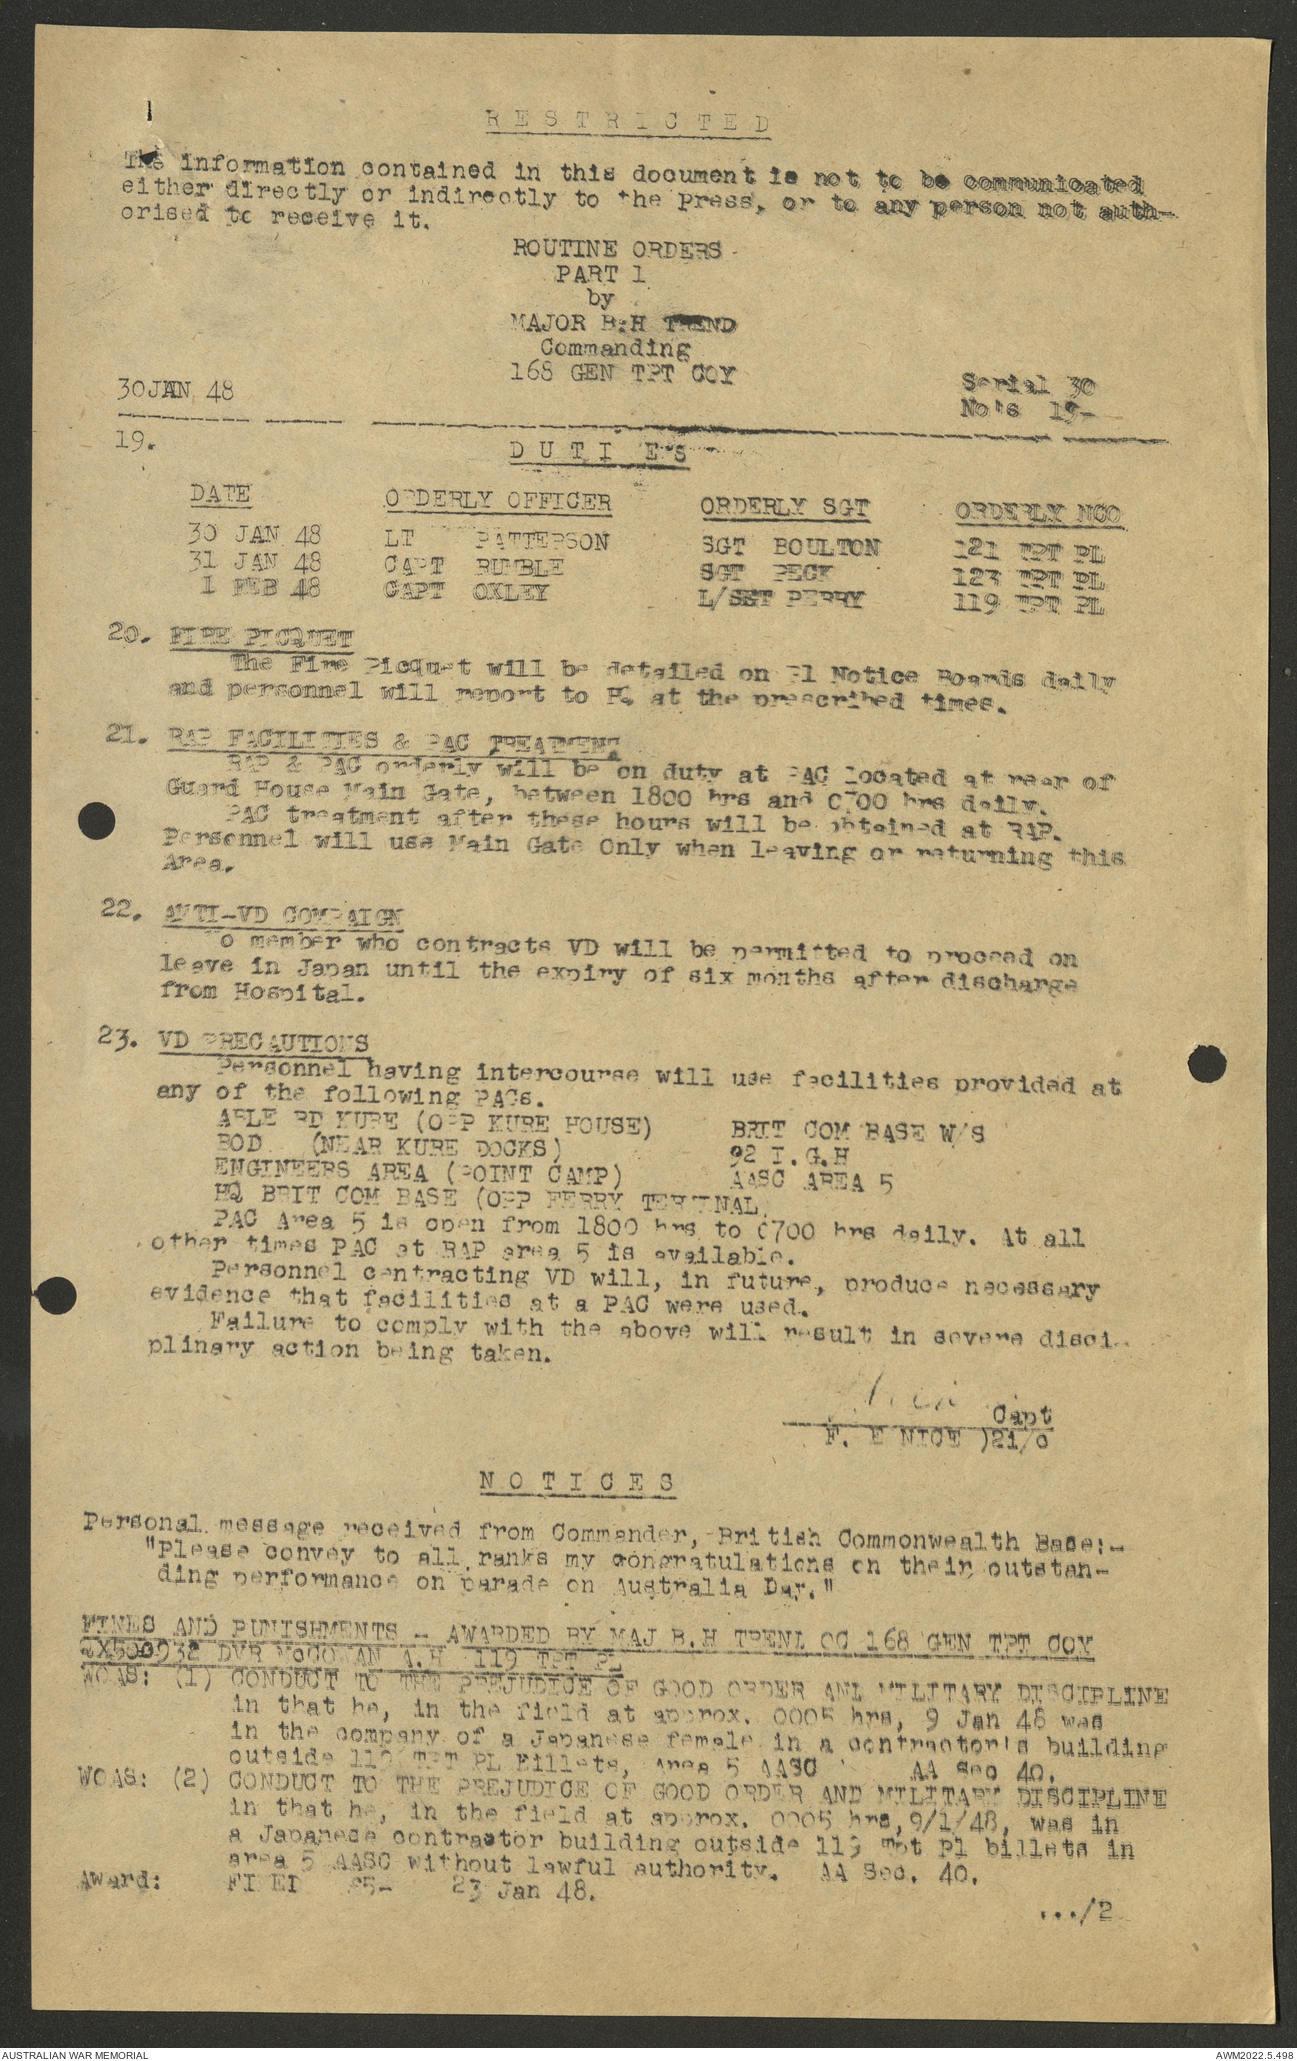 R E S T R I C T E D
The information contained in this document is not to be communicated
either directly or indirectly to the Press, or to any person not auth-
orised to receive it.
ROUTINE ORDERS
PART 1
by
MAJOR B.H TREND
Commanding
168 GEN TPT COY
30JAN 48
Serial 30
No's 19-
19.
D U T I E S
DATE ORDERLY OFFICER ORDERLY SGT ORDERLY NCO
30 JAN 48 LT PATTERSON SGT BOULTON 121 TPT PL
31 JAN 48 CAPT RUMBLE SGT PECK 123 TPT PL
1 FEB 48 CAPT OXLEY L/SGT PERRY 119 TPT PL
20. FIRE PICQUET
The Fire Picquet will be detailed on Pl Notice Boards daily
and personnel will report to HQ at the prescribed times.
21. RAP FACILITIES & PAC TREATMENT
RAP & PAC orderly will be on duty at PAC located at rear of
Guard House Main Gate, between 1800 hrs and 0700 hrs daily.
PAC treatment after these hours will be obtained at RAP.
Personnel will use Main Gate Only when leaving or returning this
Area.
22. ANTI-VD COMPAIGN
No member who contracts VD will be permitted to proceed on
leave in Japan until the expiry of six months after discharge
from Hospital.
23. VD PRECAUTIONS
Personnel having intercourse will use facilities provided at
any of the following PACs.
ABLE RD KURE (OPP KURE HOUSE) BRIT COM BASE W/S
BOD (NEAR KURE DOCKS) 92 I.G.H
ENGINEERS AREA (POINT CAMP) AASC AREA 5
HQ BRIT COM BASE (OPP FERRY TERMINAL
PAC Area 5 is open from 1800 hrs to 0700 hrs daily. At all
other times PAC at RAP area 5 is available.
Personnel contracting VD will, in future, produce necessary
evidence that facilities at a PAC were used.
Failure to comply with the above will result in severe disci-
plinary action being taken.
Capt
F. E NICE )2i/c
N O T I C E S
Personal message received from Commander, British Commonwealth Base:-
"Please convey to all ranks my congratulations on their outstan-
ding performance on parade on Australia Day."
FINES AND PUNISHMENTS - AWARDED BY MAJ B.H TREND OC 168 GEN TPT COY
QX500932 DVR McGOWAN A.H 119 TPT PL
WOAS: (1) CONDUCT TO THE PREJUDICE OF GOOD ORDER AND MILITARY DISCIPLINE
in that he, in the field at approx. 0005 hrs, 9 Jan 48 was
in the company of a Japanese female in a contractor's building
outside 119 TPT PL Billets, Area 5 AASC AA Sec 40.
WOAS: (2) CONDUCT TO THE PREJUDICE OF GOOD ORDER AND MILITARY DISCIPLINE
in that he, in the field at approx. 0005 hrs, 9/1/48, was in
a Japanese contractor building outside 119 Tpt Pl billets in
area 5 AASC without lawful authority. AA Sec. 40.
Award: FINED £5- 23 Jan 48.
.../2
AUSTRALIAN WAR MEMORIAL
AWM2022.5.498